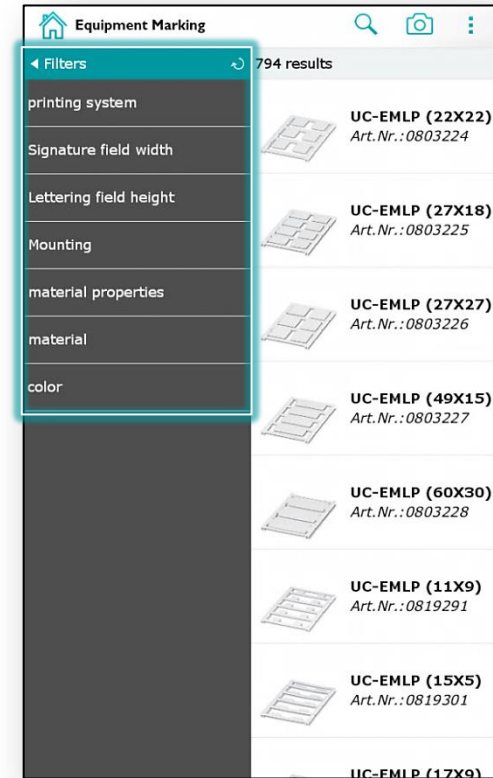 Equipment Marking
Filters
794 results
printing system
Signature field width
Lettering field height
Mounting
material properties
material
color
UC-EMLP (22X22)
Art.Nr.:0803224
UC-EMLP (27X18)
Art.Nr.:0803225
UC-EMLP (27X27)
Art.Nr.:0803226
UC-EMLP (49X15)
Art.Nr.:0803227
UC-EMLP (60X30)
Art.Nr.:0803228
UC-EMLP (11X9)
Art.Nr.:0819291
UC-EMLP (15X5)
Art.Nr.:0819301
UC-EMLP (17X9)